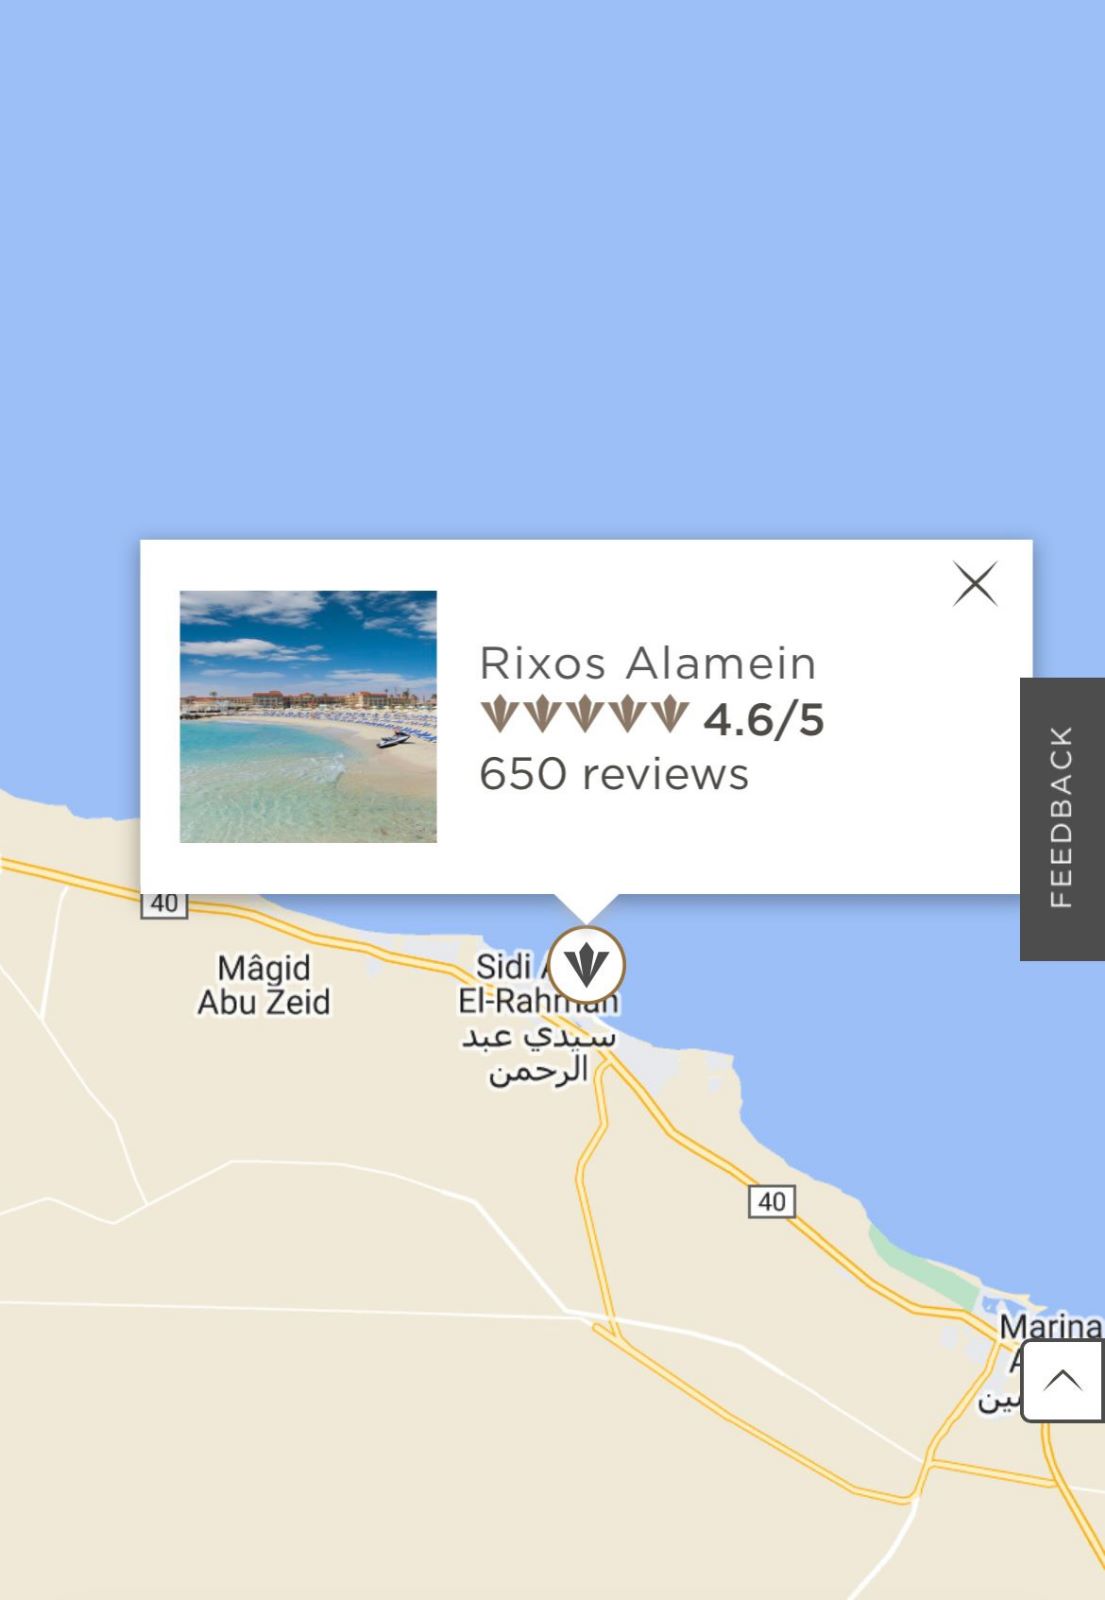 Rixos Alamein
4.6/5
650 reviews
FEEDBACK
40
Mâgid
Abu Zeid
Sidi
El-Rahman
سيدي عبد
الرحمن
40
Marina